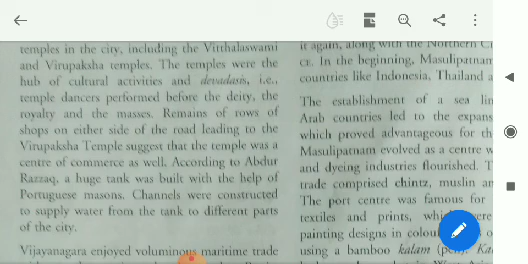 temples in the city, including the Vitthalaswami
and Virupaksha temples. The temples were the
hub of cultural activities and devadasis, i.e.,
temple dancers performed before the deity, the
royalty and the masses. Remains of rows of
shops on either side of the road leading to the
Virupaksha Temple suggest that the temple was a
centre of commerce as well. According to Abdur
Razzaq, a huge tank was built with the help of
Portuguese masons. Channels were constructed
to supply water from the tank to different parts
of the city.
Vijayanagara enjoyed voluminous maritime trade
it again, along with the Northern
CE. In the beginning, Masulipatnam
countries like Indonesia, Thailand a
The establishment of a sea lin
Arab countries led to the expans
which proved advantageous for th
Masulipatnam evolved as a centre w
and dyeing industries flourished. T
trade comprised chintz, muslin an
The port centre was famous for
textiles and prints, whi were
painting designs in colou o
using a bamboo kalam (pe Ka